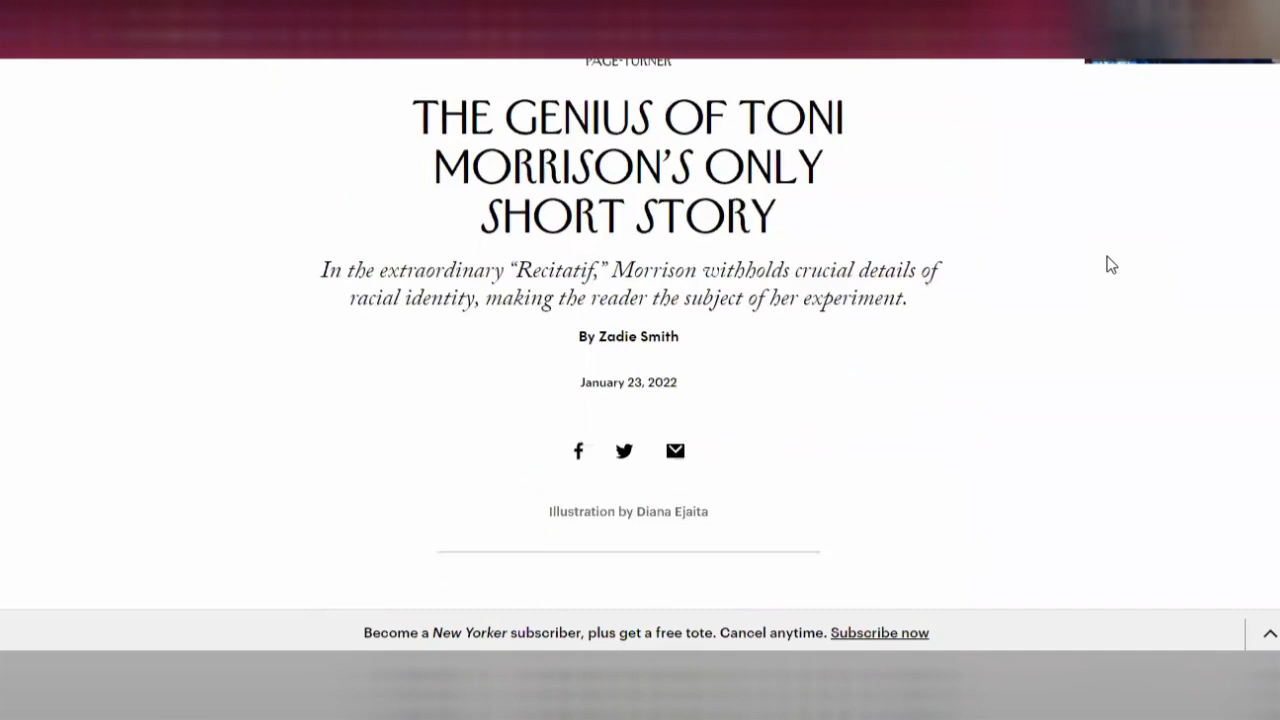 PAGE-TURNER
THE GENIUS OF TONI
MORRISON'S ONLY
SHORT STORY
In the extraordinary “Recitatif,” Morrison withholds crucial details of
racial identity, making the reader the subject of her experiment.
By Zadie Smith
January 23, 2022
Illustration by Diana Ejaita
Become a New Yorker subscriber, plus get a free tote. Cancel anytime. Subscribe now